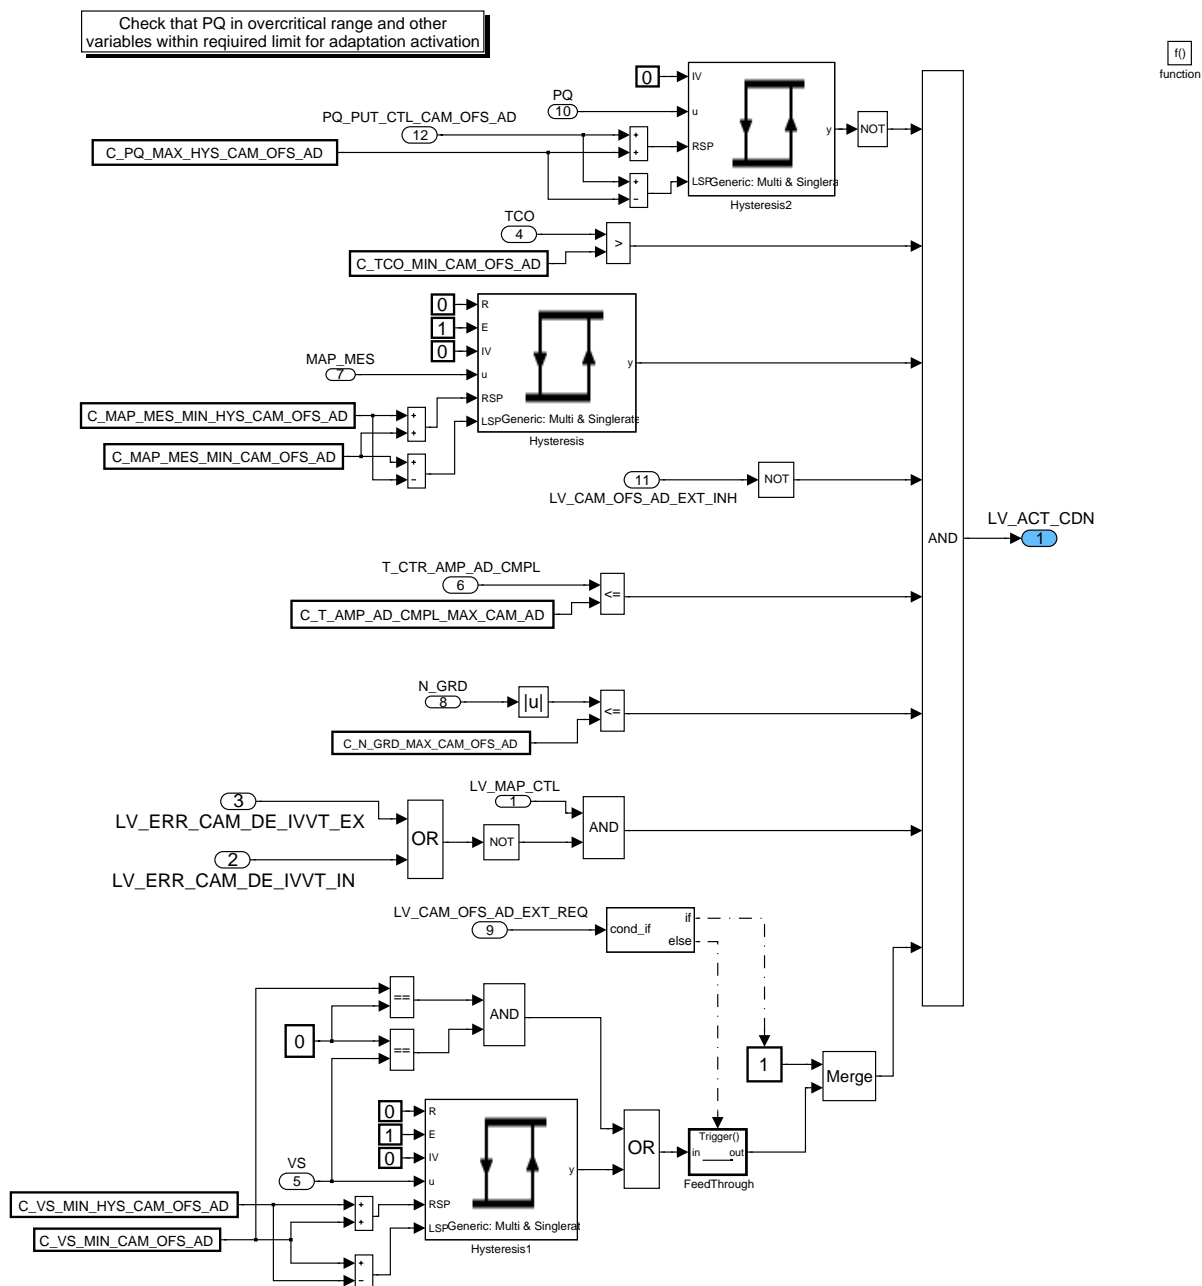 Check that PQ in overcritical range and other
variables within reqiuired limit for adaptation activation
f()
function
0
IV
PQ
10
u
PQ_PUT_CTL_CAM_OFS_AD
12
y
NOT
C_PQ_MAX_HYS_CAM_OFS_AD
+
+
RSP
+
−
LSP
Generic: Multi & Singlera
Hysteresis2
TCO
4
>
C_TCO_MIN_CAM_OFS_AD
0
R
1
E
0
IV
MAP_MES
7
u
y
RSP
C_MAP_MES_MIN_HYS_CAM_OFS_AD
+
+
LSP
Generic: Multi & Singlerate
Hysteresis
C_MAP_MES_MIN_CAM_OFS_AD
+
−
11
NOT
LV_CAM_OFS_AD_EXT_INH
LV_ACT_CDN
AND
1
T_CTR_AMP_AD_CMPL
6
<=
C_T_AMP_AD_CMPL_MAX_CAM_AD
N_GRD
8
|u|
<=
C_N_GRD_MAX_CAM_OFS_AD
LV_MAP_CTL
1
3
LV_ERR_CAM_DE_IVVT_EX
OR
NOT
AND
2
LV_ERR_CAM_DE_IVVT_IN
LV_CAM_OFS_AD_EXT_REQ
9
cond_if
if
else
==
AND
0
==
1
Merge
0
R
1
E
0
IV
VS
5
u
y
OR
Trigger()
in
out
FeedThrough
C_VS_MIN_HYS_CAM_OFS_AD
+
+
RSP
LSP
Generic: Multi & Singlerat
Hysteresis1
C_VS_MIN_CAM_OFS_AD
+
−